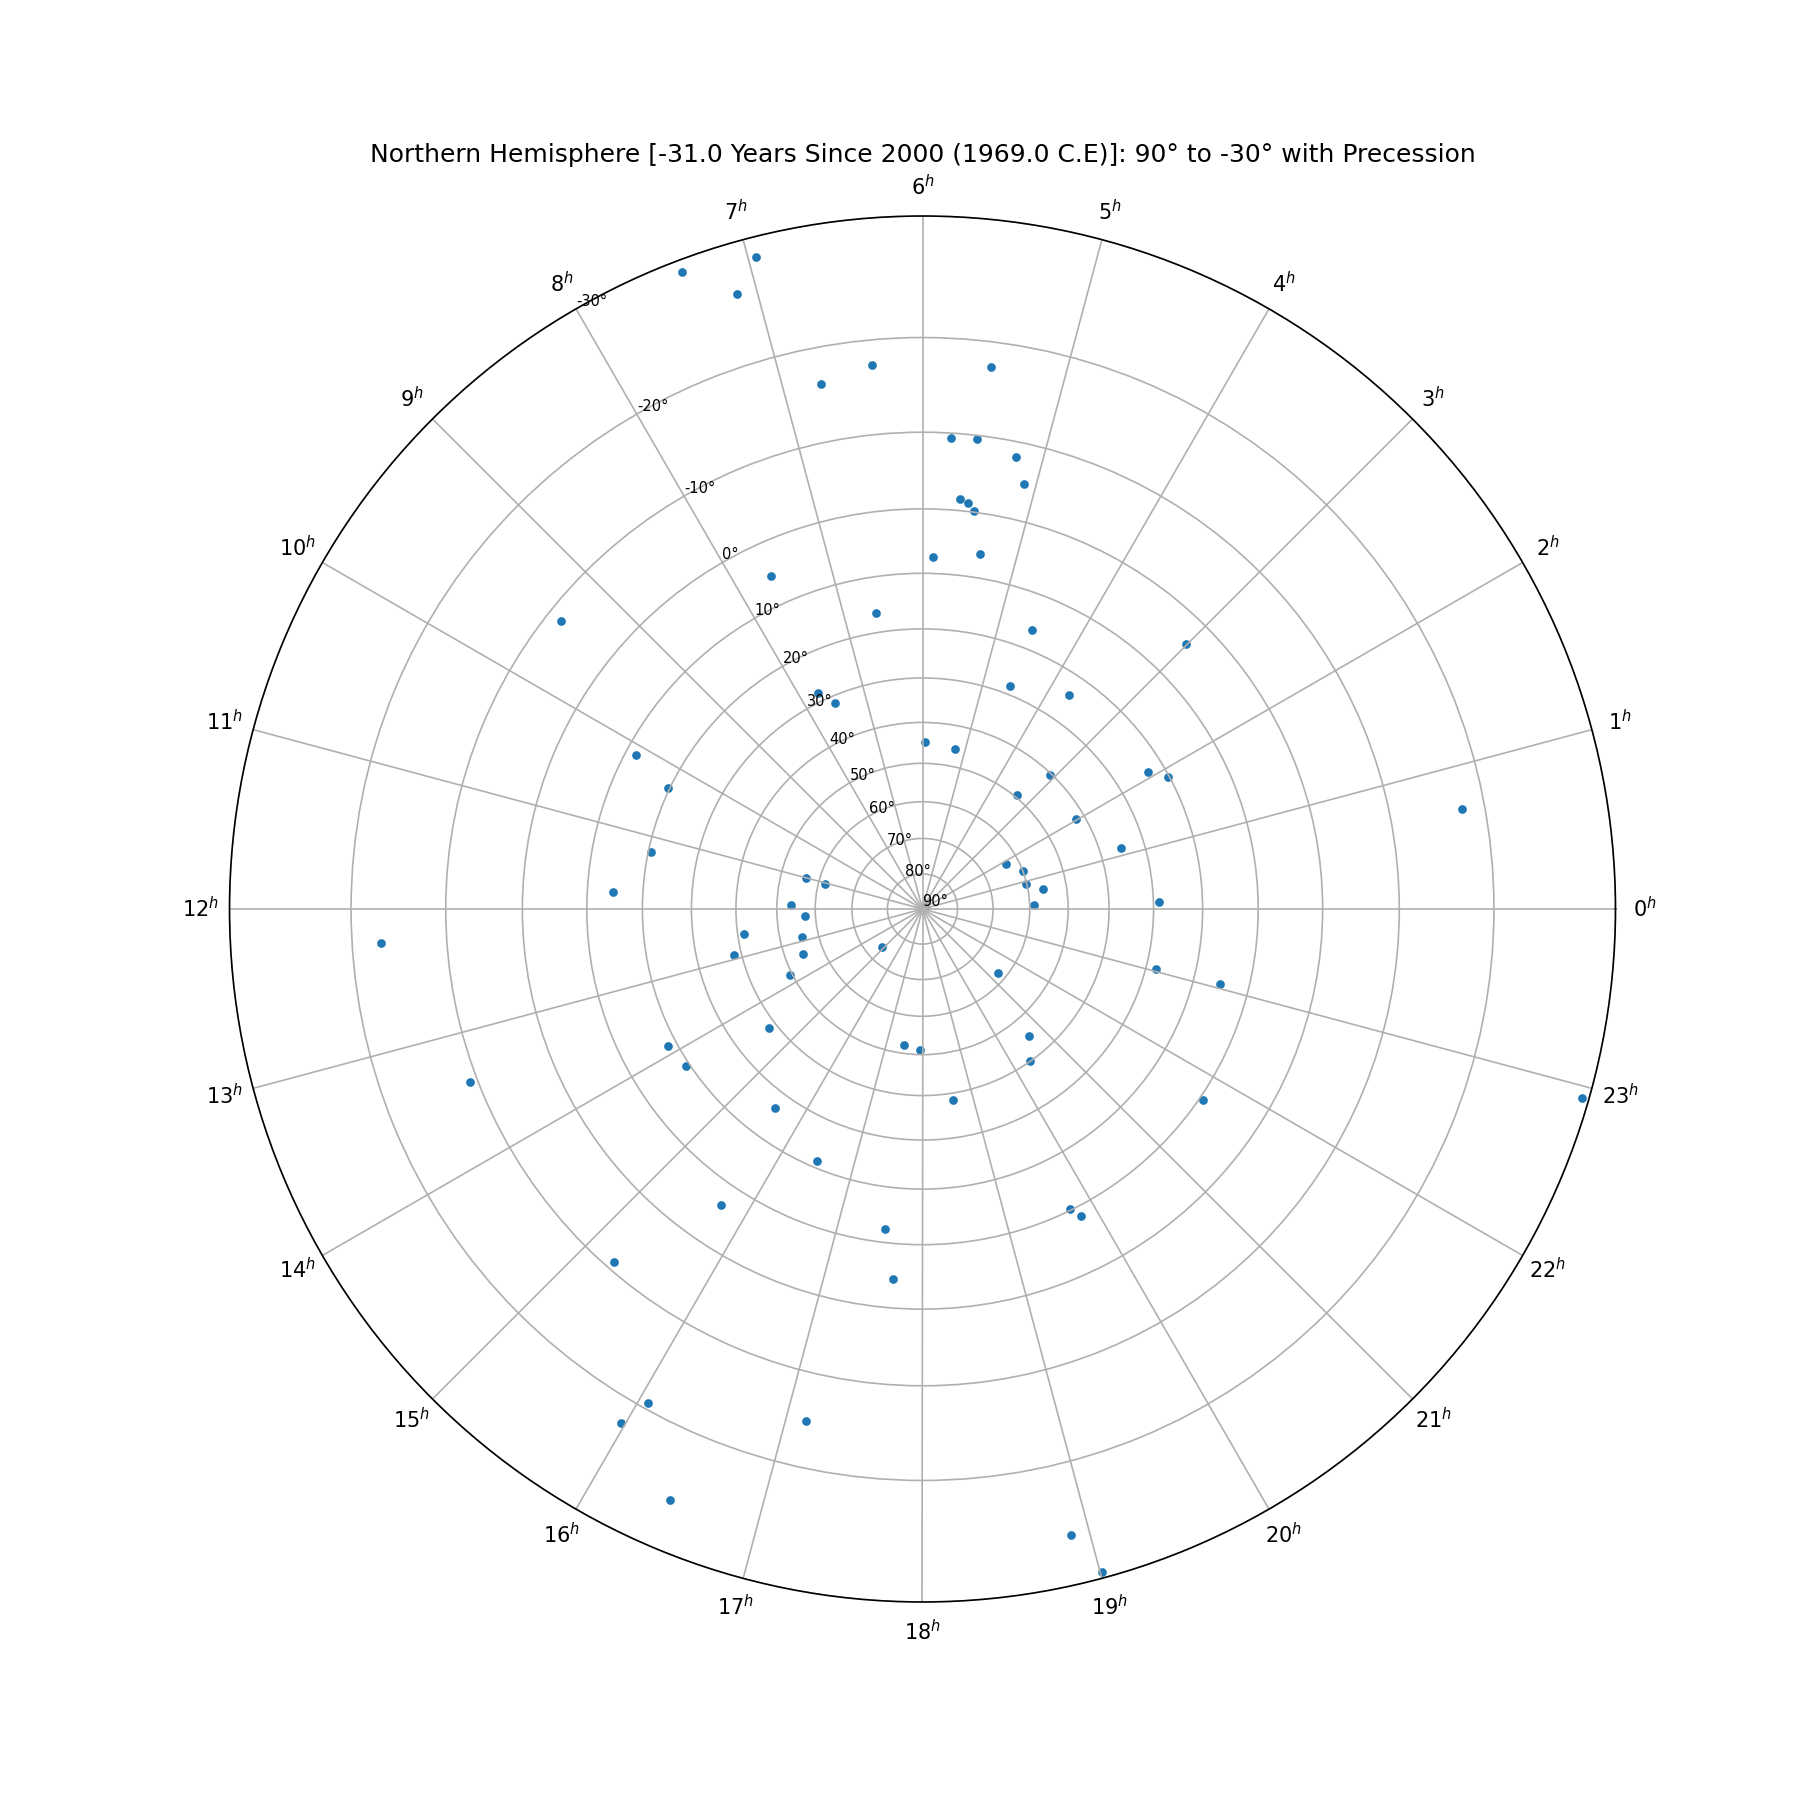 Northern Hemisphere [-31.0 Years Since 2000 (1969.0 C.E)]: 90° to -30° with Precession
6h
7h
5h
8h
4h
-30°
9h
3h
-20°
-10°
10h
2h
0°
10°
20°
30°
11h
1h
40°
50°
60°
70°
80°
90°
12h
0h
13h
23h
14h
22h
15h
21h
16h
20h
17h
19h
18h